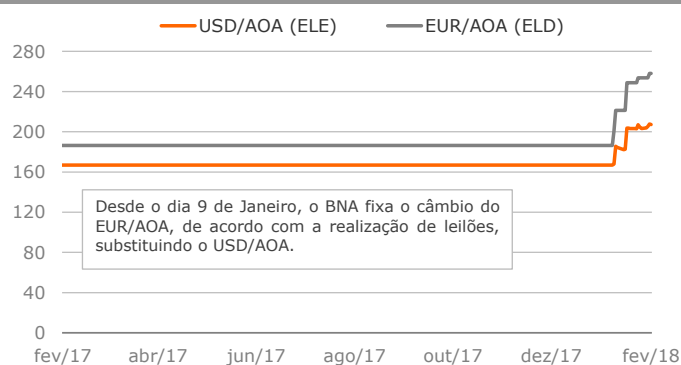 USD/AOA (ELE) EUR/AOA (ELD)
280
240
200
160
120
80
40
0
Desde o dia 9 de Janeiro, o BNA fixa o câmbio do
EUR/AOA, de acordo com a realização de leilões,
substituindo o USD/AOA.
fev/17 abr/17 jun/17 ago/17 out/17 dez/17 fev/18